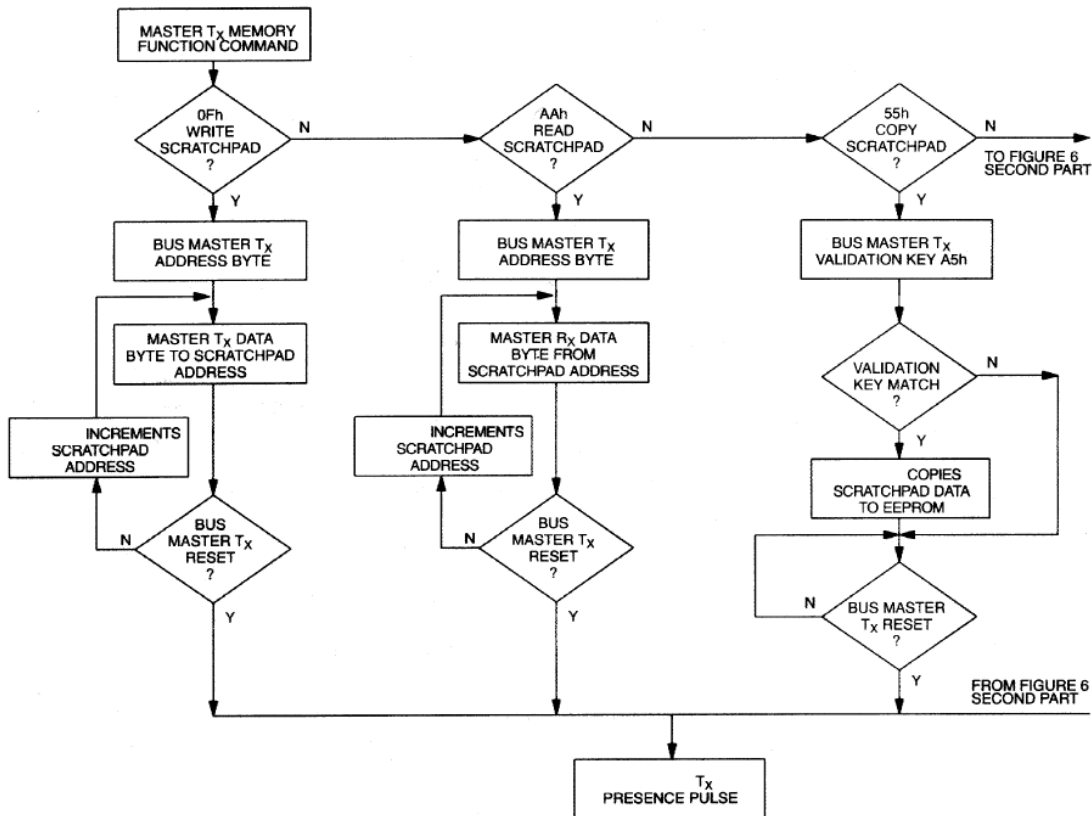 MASTER TX MEMORY
FUNCTION COMMAND
0Fh
WRITE
SCRATCHPAD
?
N
Y
AAh
READ
SCRATCHPAD
?
N
Y
55h
COPY
SCRATCHPAD
?
N
Y
TO FIGURE 6
SECOND PART
BUS MASTER TX
ADDRESS BYTE
BUS MASTER TX
ADDRESS BYTE
BUS MASTER TX
VALIDATION KEY A5h
MASTER TX DATA
BYTE TO SCRATCHPAD
ADDRESS
MASTER RX DATA
BYTE FROM
SCRATCHPAD ADDRESS
VALIDATION
KEY MATCH
?
N
Y
INCREMENTS
SCRATCHPAD
ADDRESS
INCREMENTS
SCRATCHPAD
ADDRESS
COPIES
SCRATCHPAD DATA
TO EEPROM
BUS
MASTER TX
RESET
?
N
Y
BUS
MASTER TX
RESET
?
N
Y
BUS MASTER
TX RESET
?
N
Y
FROM FIGURE 6
SECOND PART
TX
PRESENCE PULSE